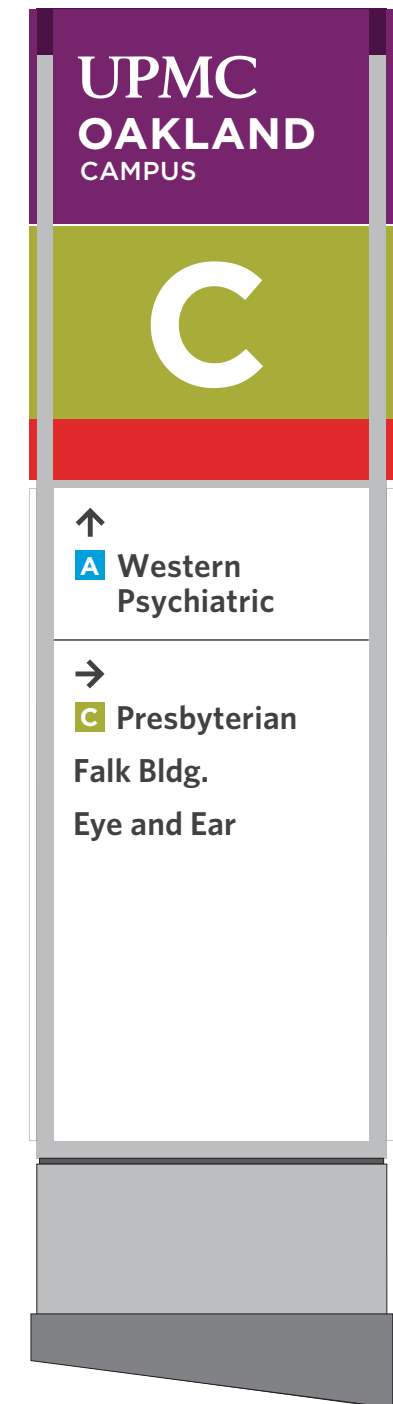 UPMC
OAKLAND
CAMPUS
C
↑
A Western
Psychiatric
→
C Presbyterian
Falk Bldg.
Eye and Ear